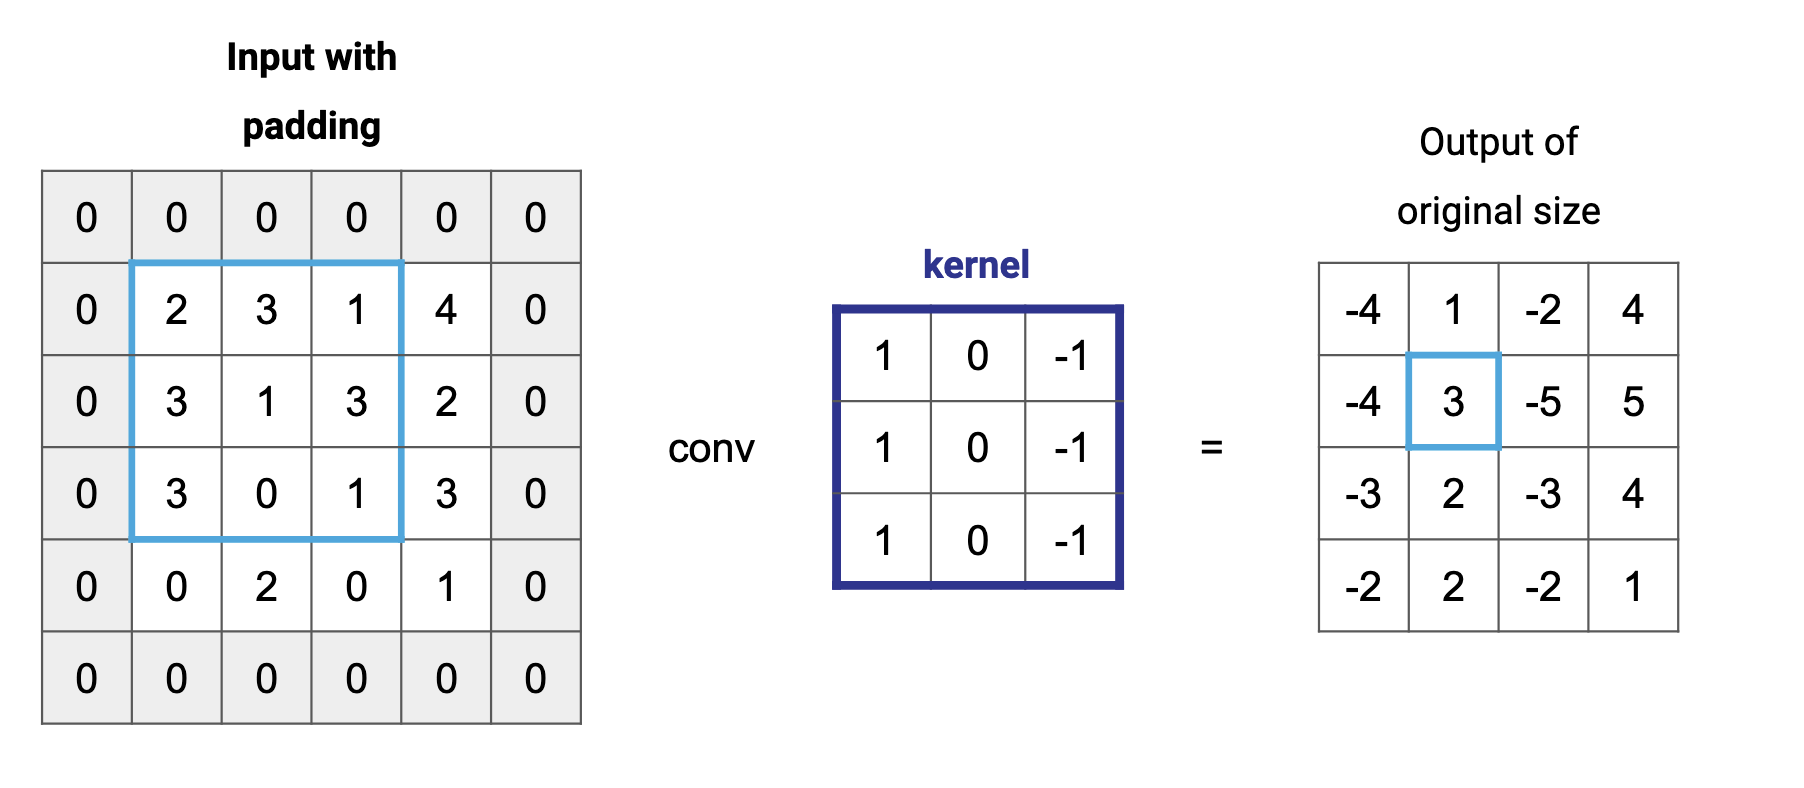 Input with
padding
0 0 0 0 0 0
0 2 3 1 4 0
0 3 1 3 2 0
0 3 0 1 3 0
0 0 2 0 1 0
0 0 0 0 0 0
conv
kernel
1 0 -1
1 0 -1
1 0 -1
=
Output of
original size
-4 1 -2 4
-4 3 -5 5
-3 2 -3 4
-2 2 -2 1